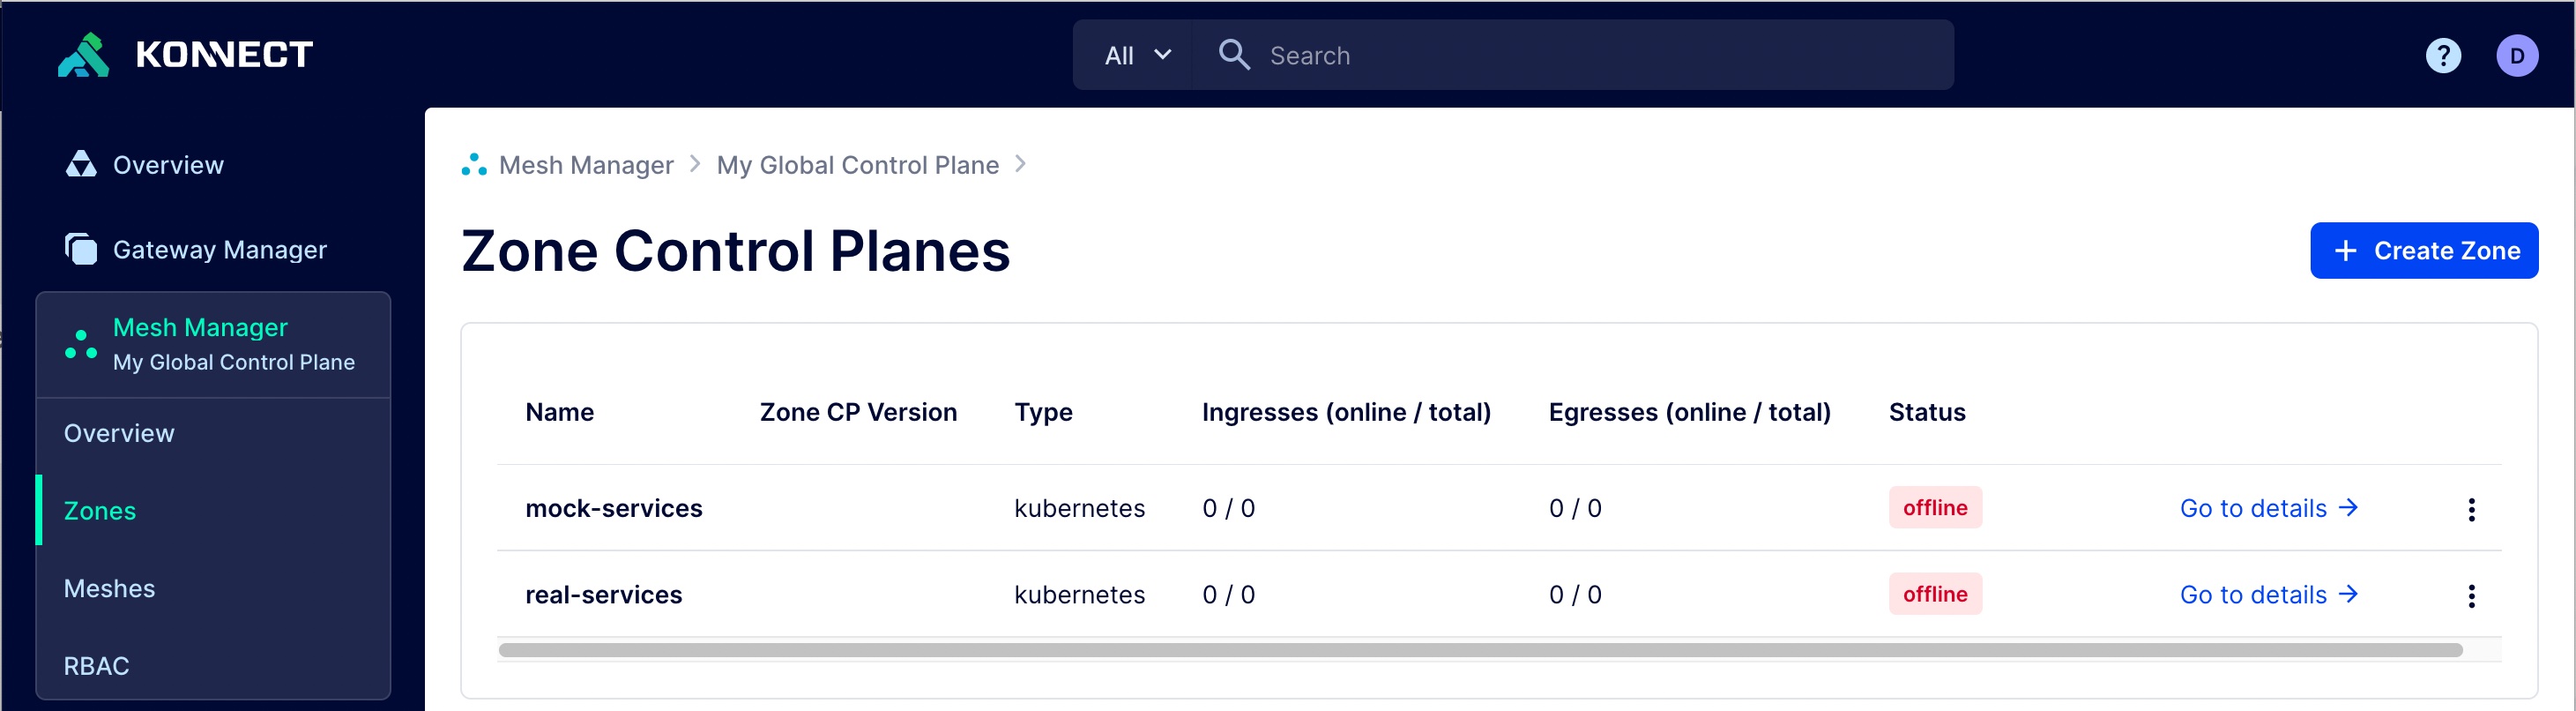 KONNECT
All
Search
?
D
Overview
Gateway Manager
Mesh Manager
My Global Control Plane
Overview
Zones
Meshes
RBAC
Mesh Manager > My Global Control Plane >
Zone Control Planes
+ Create Zone
Name Zone CP Version Type Ingresses (online / total) Egresses (online / total) Status
mock-services kubernetes 0 / 0 0 / 0 offline Go to details →
real-services kubernetes 0 / 0 0 / 0 offline Go to details →